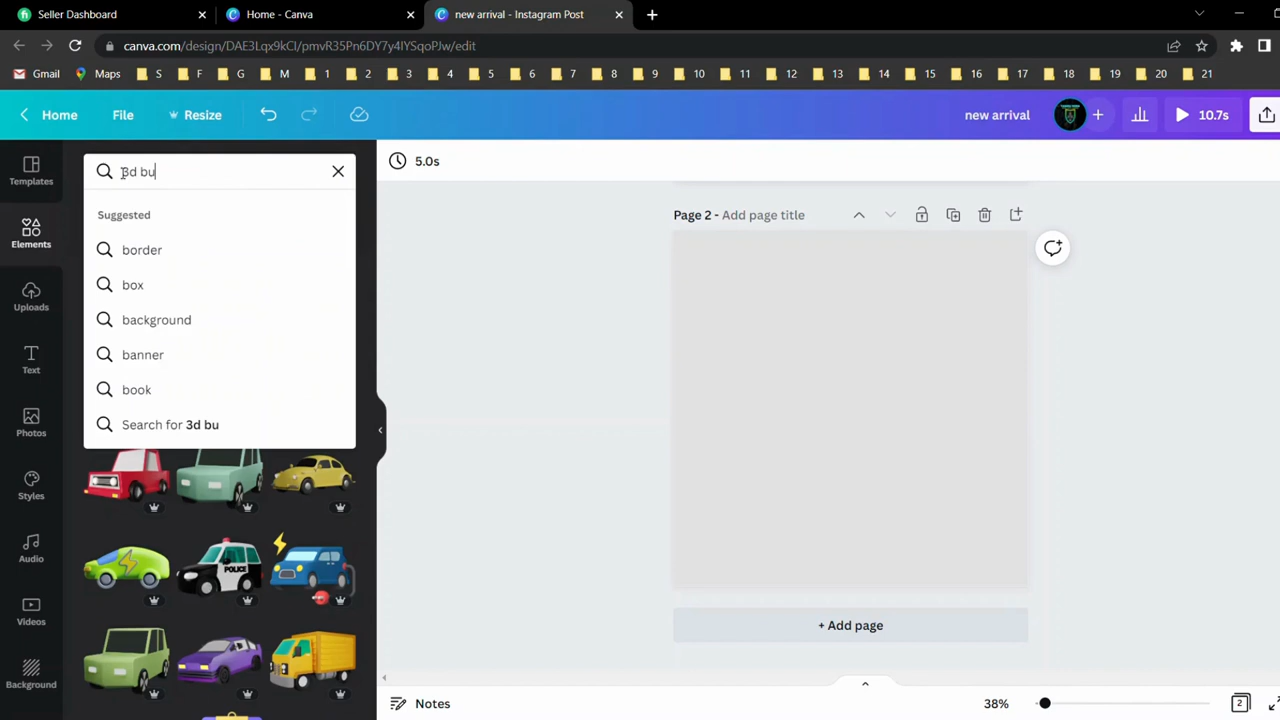 Seller Dashboard
Home - Canva
new arrival - Instagram Post
canva.com/design/DAE3Lqx9kCI/pmvR35Pn6DY7y4IYSqoPJw/edit
Gmail Maps S F G M 1 2 3 4 5 6 7 8 9 10 11 12 13 14 15 16 17 18 19 20 21
Home File Resize new arrival 10.7s
Templates
Elements
Uploads
Text
Photos
Styles
Audio
Videos
Background
3d bu
Suggested
border
box
background
banner
book
Search for 3d bu
POLICE
5.0s
Page 2 - Add page title
+ Add page
Notes
38%
2